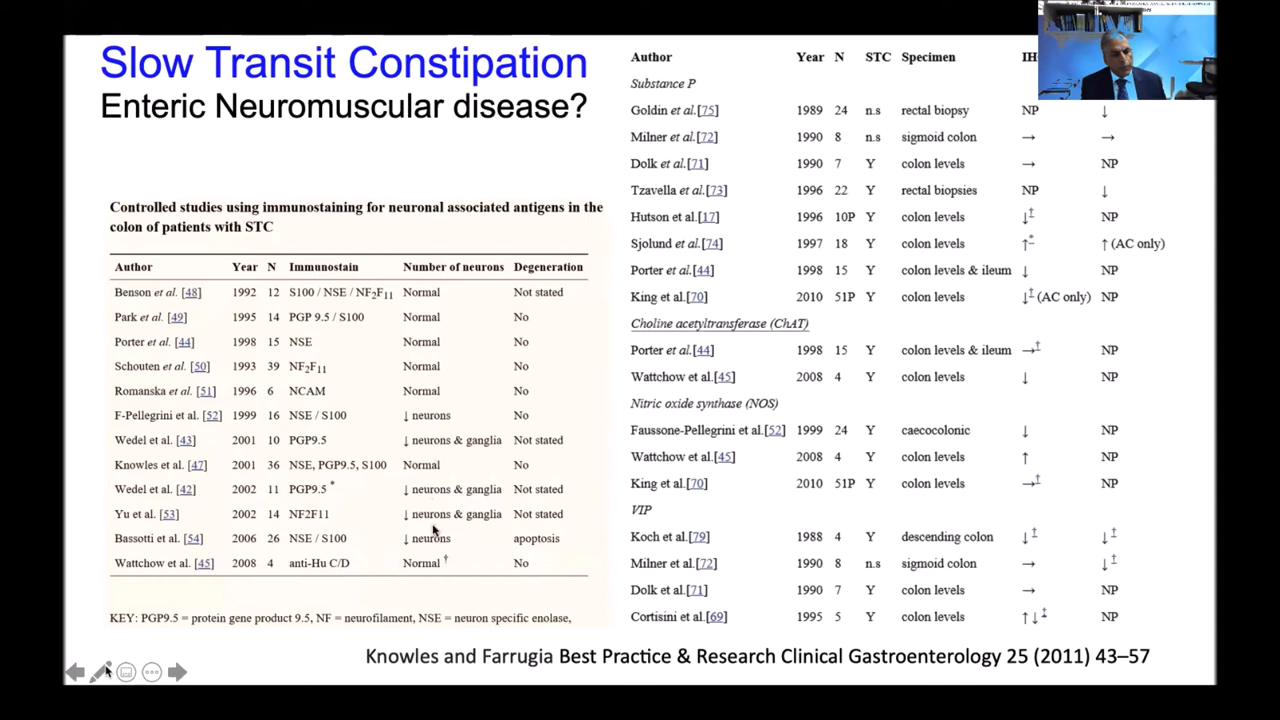 Slow Transit Constipation
Enteric Neuromuscular disease?
Controlled studies using immunostaining for neuronal associated antigens in the
colon of patients with STC
Author Year N Immunostain Number of neurons Degeneration
Benson et al. [48] 1992 12 S100 / NSE / NF2F11 Normal Not stated
Park et al. [49] 1995 14 PGP 9.5 / S100 Normal No
Porter et al. [44] 1998 15 NSE Normal No
Schouten et al. [50] 1993 39 NF2F11 Normal No
Romanska et al. [51] 1996 6 NCAM Normal No
F-Pellegrini et al. [52] 1999 16 NSE / S100 ↓ neurons No
Wedel et al. [43] 2001 10 PGP9.5 ↓ neurons & ganglia Not stated
Knowles et al. [47] 2001 36 NSE, PGP9.5, S100 Normal No
Wedel et al. [42] 2002 11 PGP9.5 * ↓ neurons & ganglia Not stated
Yu et al. [53] 2002 14 NF2F11 ↓ neurons & ganglia Not stated
Bassotti et al. [54] 2006 26 NSE / S100 ↓ neurons apoptosis
Wattchow et al. [45] 2008 4 anti-Hu C/D Normal † No
KEY: PGP9.5 = protein gene product 9.5, NF = neurofilament, NSE = neuron specific enolase,
Author Year N STC Specimen
Substance P
Goldin et al.[75] 1989 24 n.s rectal biopsy NP ↓
Milner et al.[72] 1990 8 n.s sigmoid colon → →
Dolk et al.[71] 1990 7 Y colon levels → NP
Tzavella et al.[73] 1996 22 Y rectal biopsies NP ↓
Hutson et al.[17] 1996 10P Y colon levels ↓‡ NP
Sjolund et al.[74] 1997 18 Y colon levels ↑* ↑ (AC only)
Porter et al.[44] 1998 15 Y colon levels & ileum ↓ NP
King et al.[70] 2010 51P Y colon levels ↓‡ (AC only) NP
Choline acetyltransferase (ChAT)
Porter et al.[44] 1998 15 Y colon levels & ileum →‡ NP
Wattchow et al.[45] 2008 4 Y colon levels ↓ NP
Nitric oxide synthase (NOS)
Faussone-Pellegrini et al.[52] 1999 24 Y caecocolonic ↓ NP
Wattchow et al.[45] 2008 4 Y colon levels ↑ NP
King et al.[70] 2010 51P Y colon levels →‡ NP
VIP
Koch et al.[79] 1988 4 Y descending colon ↓‡ ↓‡
Milner et al.[72] 1990 8 n.s sigmoid colon → ↓‡
Dolk et al.[71] 1990 7 Y colon levels → NP
Cortisini et al.[69] 1995 5 Y colon levels ↑↓‡ NP
Knowles and Farrugia Best Practice & Research Clinical Gastroenterology 25 (2011) 43–57